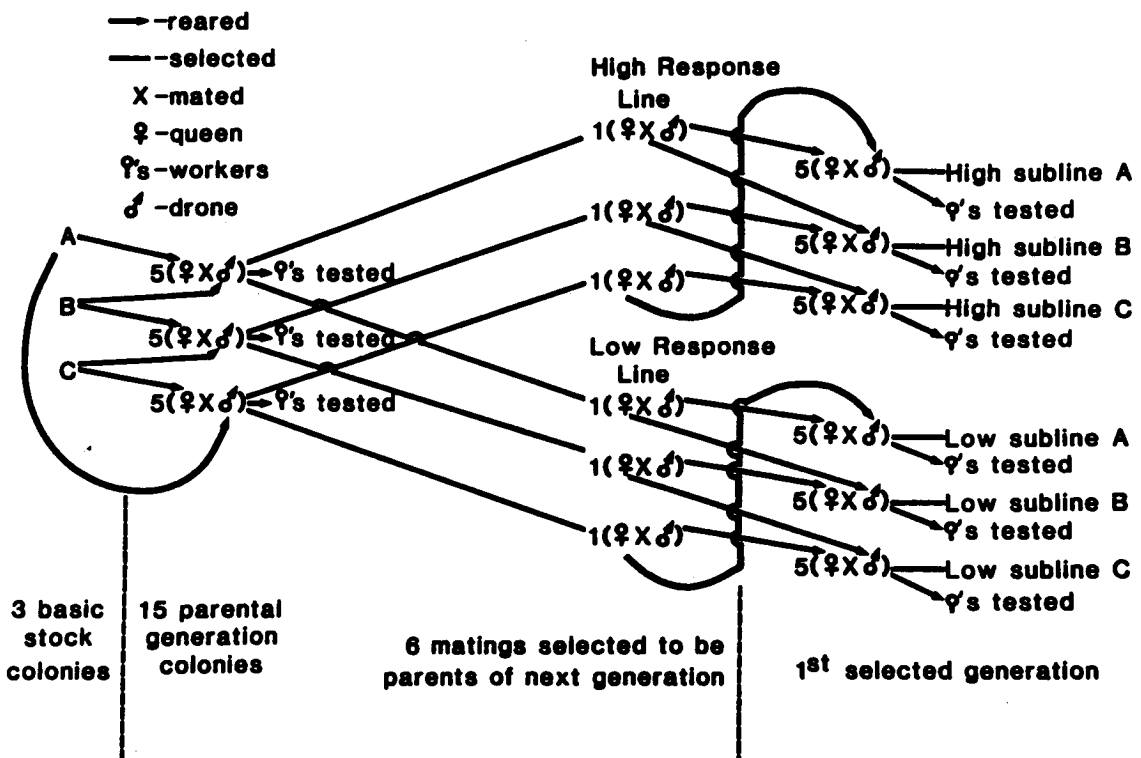 →-reared
—-selected
X-mated
♀-queen
♀'s-workers
♂-drone
A
B
C
5(♀X♂)→♀'s tested
5(♀X♂)→♀'s tested
5(♀X♂)→♀'s tested
High Response
Line
1(♀X♂)
1(♀X♂)
1(♀X♂)
5(♀X♂)
High subline A
♀'s tested
5(♀X♂)
High subline B
♀'s tested
5(♀X♂)
High subline C
♀'s tested
Low Response
Line
1(♀X♂)
1(♀X♂)
1(♀X♂)
5(♀X♂)
Low subline A
♀'s tested
5(♀X♂)
Low subline B
♀'s tested
5(♀X♂)
Low subline C
♀'s tested
3 basic
stock
colonies
15 parental
generation
colonies
6 matings selected to be
parents of next generation
1st selected generation